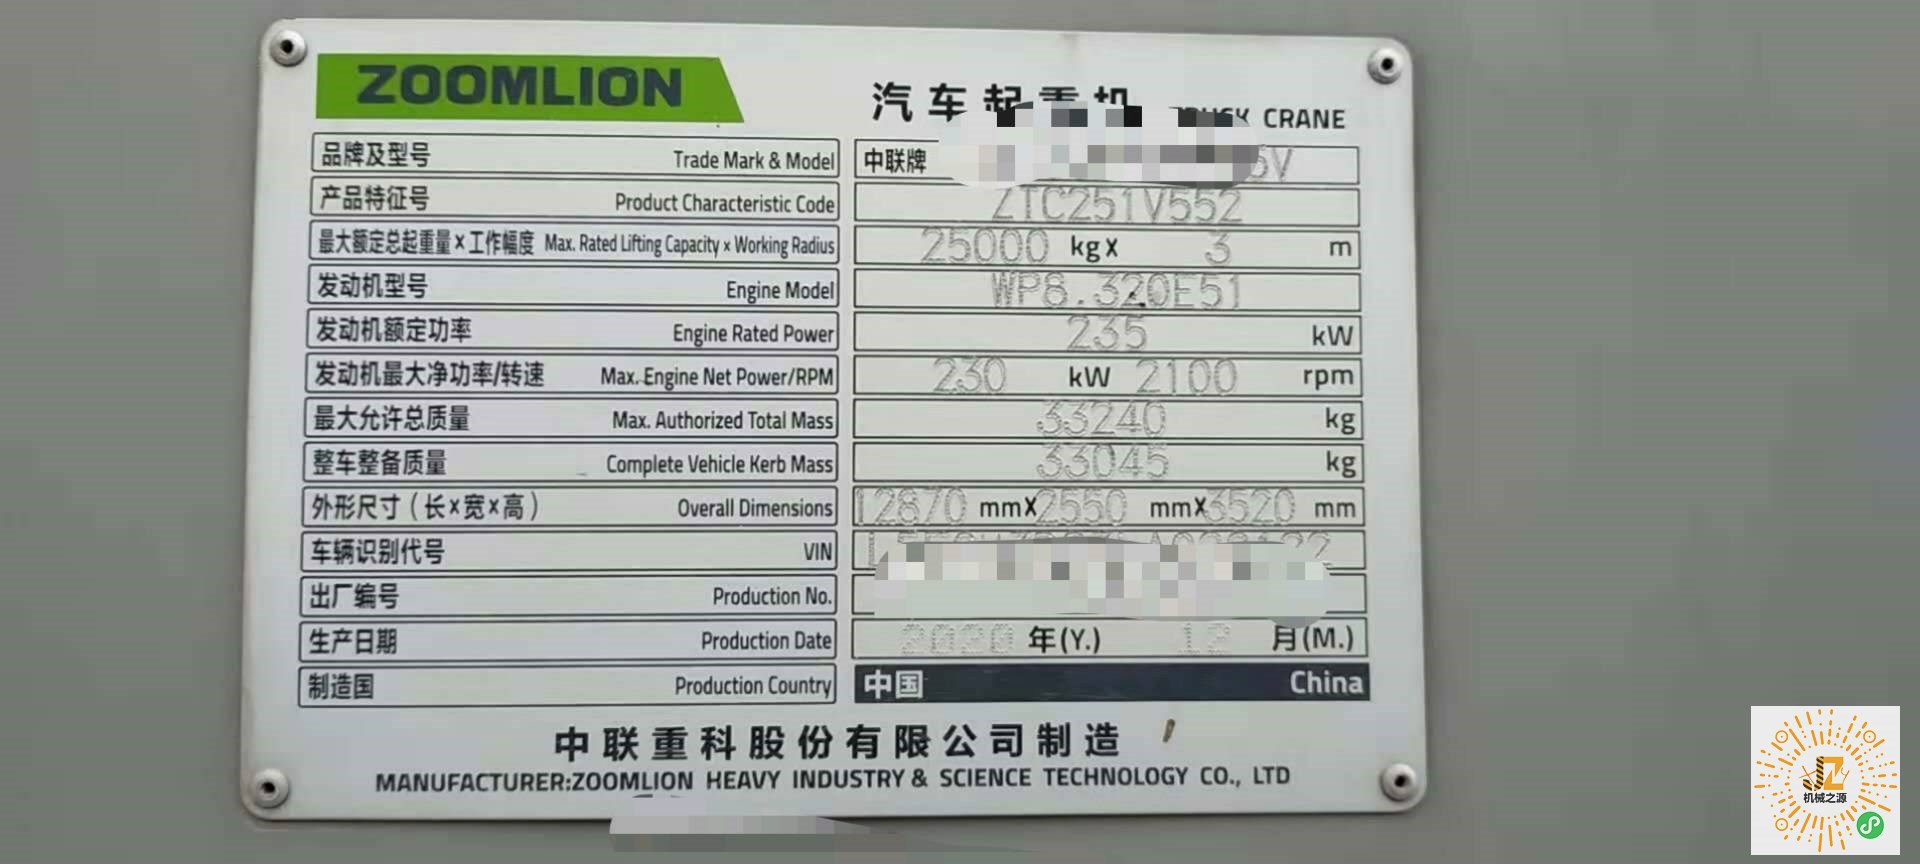 ZOOMLION
汽车起重机 TRUCK CRANE
品牌及型号 Trade Mark & Model 中联牌 5V
产品特征号 Product Characteristic Code ZTC251V552
最大额定总起重量×工作幅度 Max. Rated Lifting Capacity x Working Radius 25000 kg× 3 m
发动机型号 Engine Model WP8.320E51
发动机额定功率 Engine Rated Power 235 kW
发动机最大净功率/转速 Max. Engine Net Power/RPM 230 kW 2100 rpm
最大允许总质量 Max. Authorized Total Mass 33240 kg
整车整备质量 Complete Vehicle Kerb Mass 33045 kg
外形尺寸(长×宽×高) Overall Dimensions 12870 mm×2550 mm×3520 mm
车辆识别代号 VIN
出厂编号 Production No.
生产日期 Production Date 2020 年(Y.) 12 月(M.)
制造国 Production Country 中国 China
中联重科股份有限公司制造
MANUFACTURER:ZOOMLION HEAVY INDUSTRY & SCIENCE TECHNOLOGY CO., LTD
JZ
机械之源